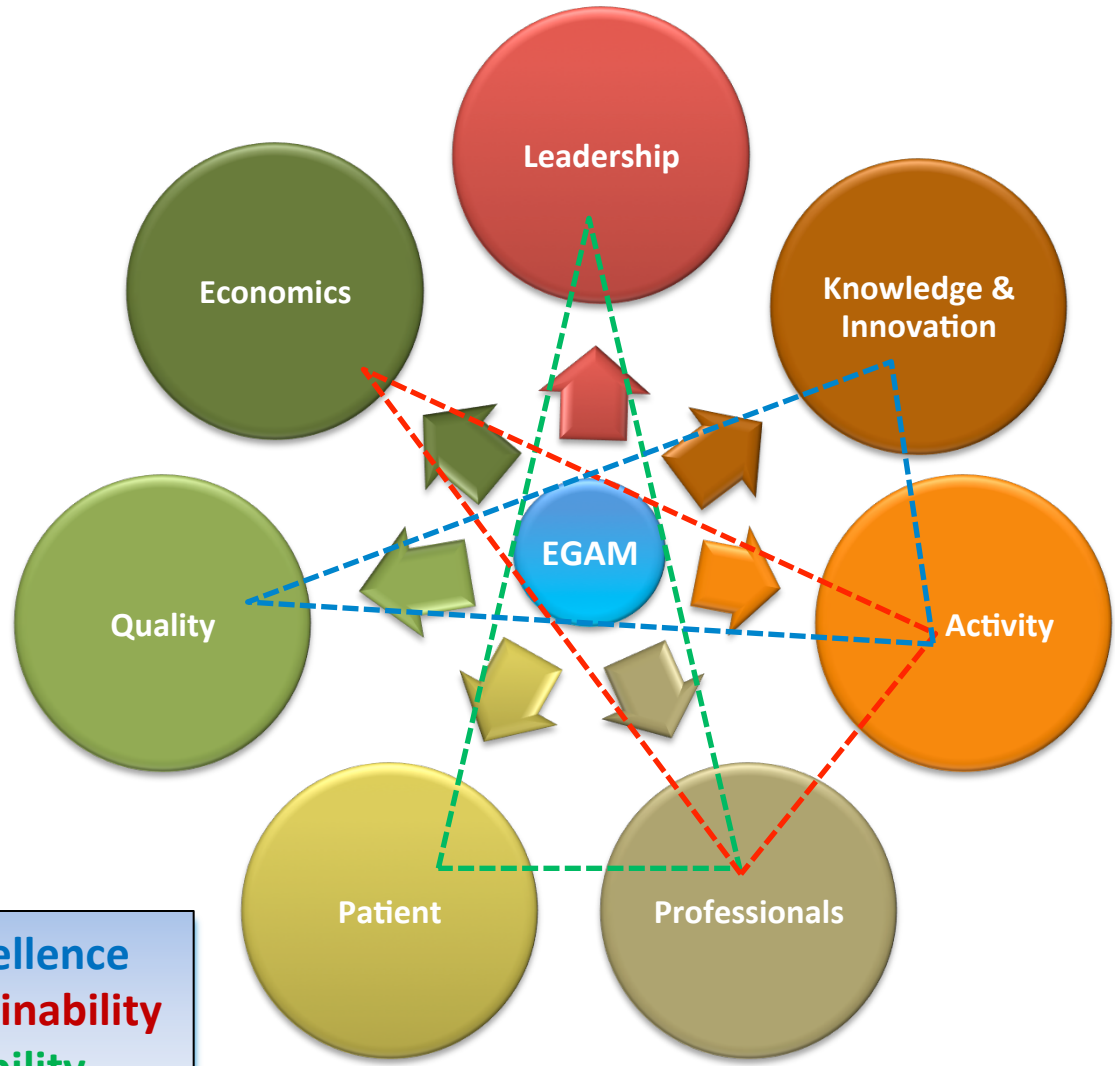 Leadership
Economics
Knowledge &
Innovation
EGAM
Quality
Activity
Patient
Professionals
ellence
inability